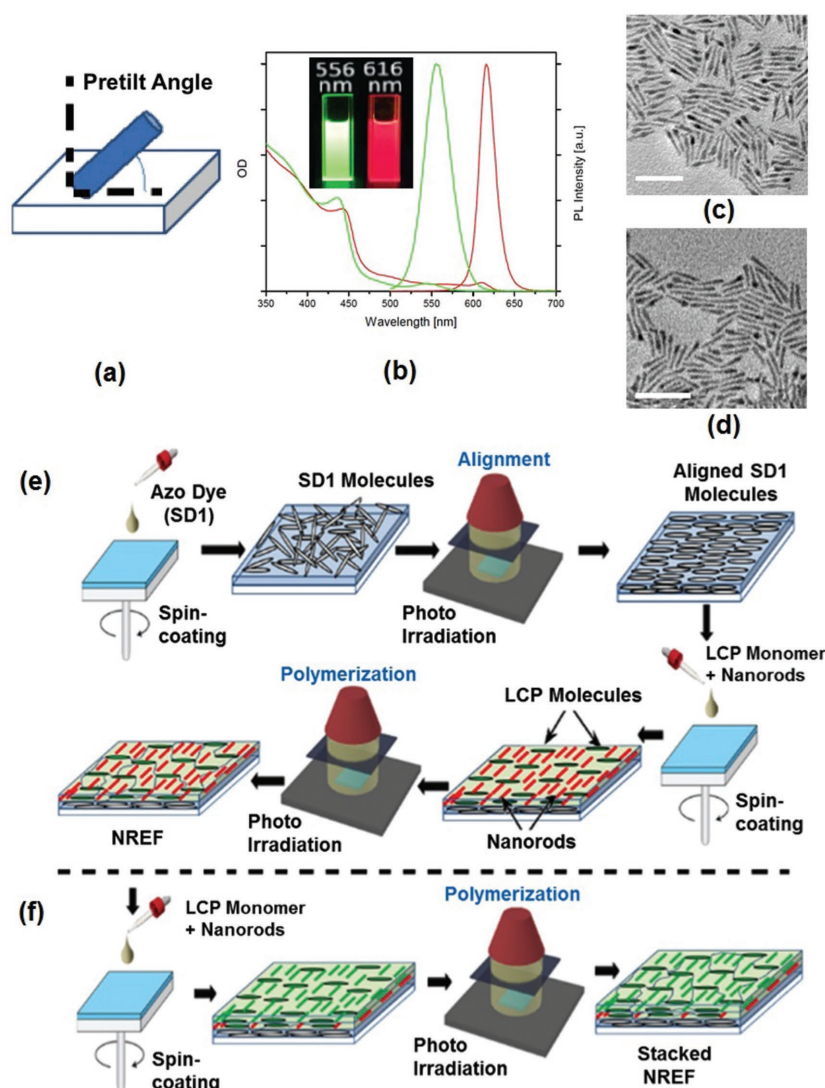 Pretilt Angle
(a)
556
nm
616
nm
OD
PL Intensity [a.u.]
350
400
450
500
550
600
650
700
Wavelength [nm]
(b)
(c)
(d)
(e)
Azo Dye
(SD1)
Spin-
coating
SD1 Molecules
Alignment
Photo
Irradiation
Aligned SD1
Molecules
LCP Monomer
+ Nanorods
Spin-
coating
LCP Molecules
Nanorods
Polymerization
Photo
Irradiation
NREF
(f)
LCP Monomer
+ Nanorods
Spin-
coating
Polymerization
Photo
Irradiation
Stacked
NREF